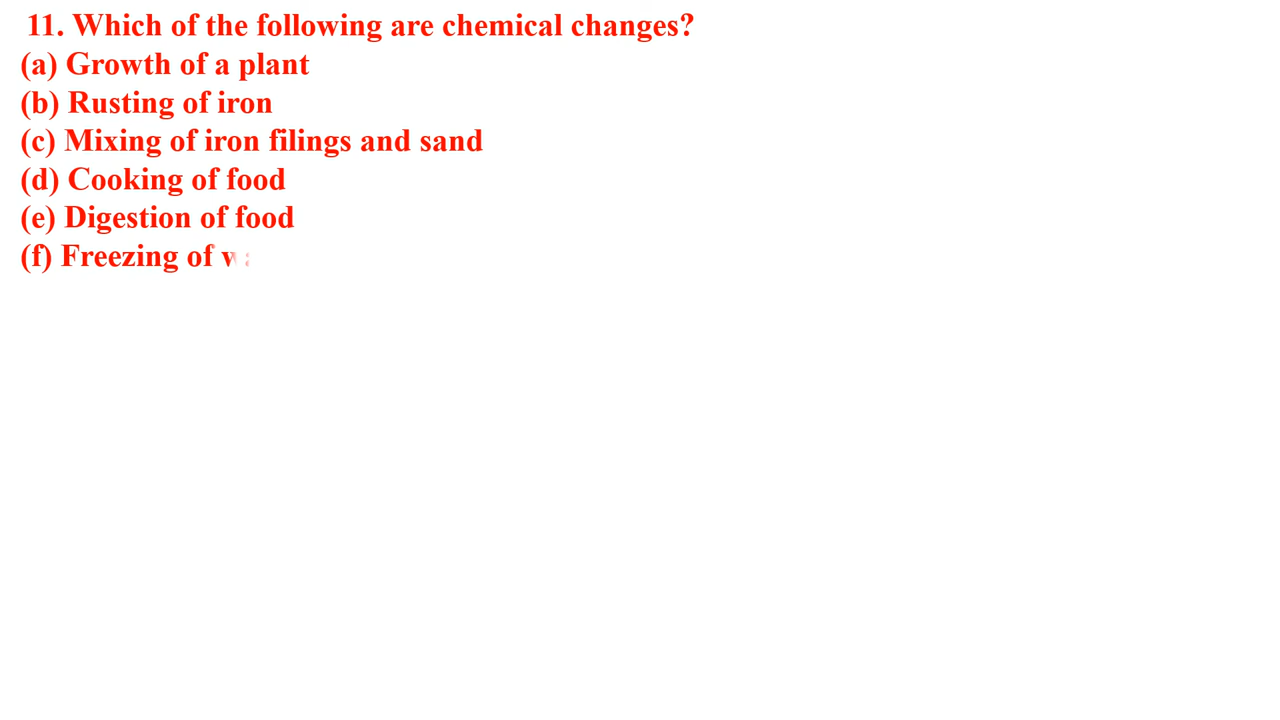 11. Which of the following are chemical changes?
(a) Growth of a plant
(b) Rusting of iron
(c) Mixing of iron filings and sand
(d) Cooking of food
(e) Digestion of food
(f) Freezing of